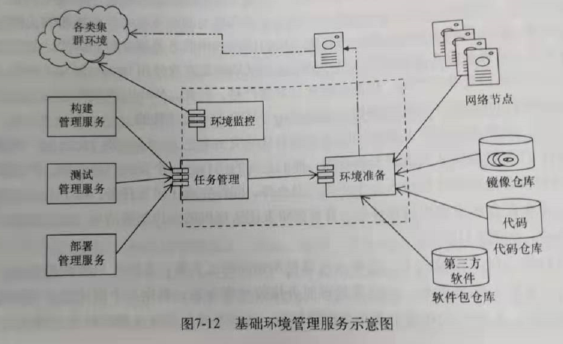 各类集
群环境
网络节点
构建
管理服务
环境监控
测试
管理服务
任务管理
环境准备
镜像仓库
代码
代码仓库
部署
管理服务
第三方
软件
软件包仓库
图7-12 基础环境管理服务示意图